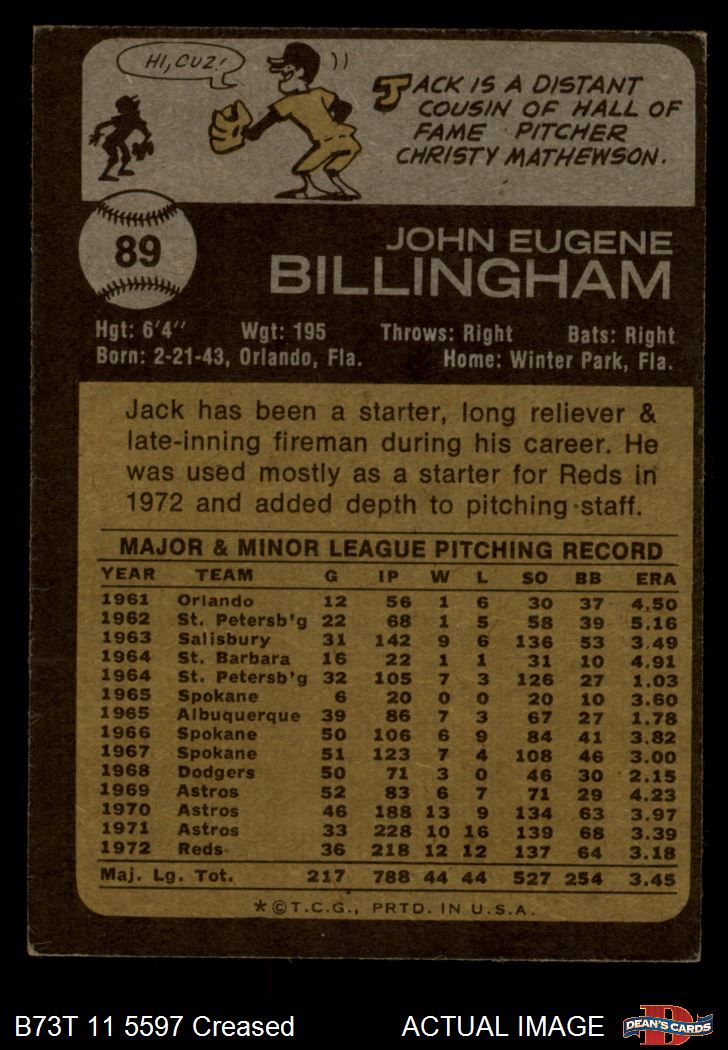 HI, CUZ!
JACK IS A DISTANT
COUSIN OF HALL OF
FAME PITCHER
CHRISTY MATHEWSON.
89
JOHN EUGENE
BILLINGHAM
Hgt: 6'4" Wgt: 195 Throws: Right Bats: Right
Born: 2-21-43, Orlando, Fla. Home: Winter Park, Fla.
Jack has been a starter, long reliever &
late-inning fireman during his career. He
was used mostly as a starter for Reds in
1972 and added depth to pitching staff.
MAJOR & MINOR LEAGUE PITCHING RECORD
YEAR TEAM G IP W L SO BB ERA
1961 Orlando 12 56 1 6 30 37 4.50
1962 St. Petersb'g 22 68 1 5 58 39 5.16
1963 Salisbury 31 142 9 6 136 53 3.49
1964 St. Barbara 16 22 1 1 31 10 4.91
1964 St. Petersb'g 32 105 7 3 126 27 1.03
1965 Spokane 6 20 0 0 20 10 3.60
1965 Albuquerque 39 86 7 3 67 27 1.78
1966 Spokane 50 106 6 9 84 41 3.82
1967 Spokane 51 123 7 4 108 46 3.00
1968 Dodgers 50 71 3 0 46 30 2.15
1969 Astros 52 83 6 7 71 29 4.23
1970 Astros 46 188 13 9 134 63 3.97
1971 Astros 33 228 10 16 139 68 3.39
1972 Reds 36 218 12 12 137 64 3.18
Maj. Lg. Tot. 217 788 44 44 527 254 3.45
*©T.C.G., PRTD. IN U.S.A.
B73T 11 5597 Creased ACTUAL IMAGE D DEAN'S CARDS